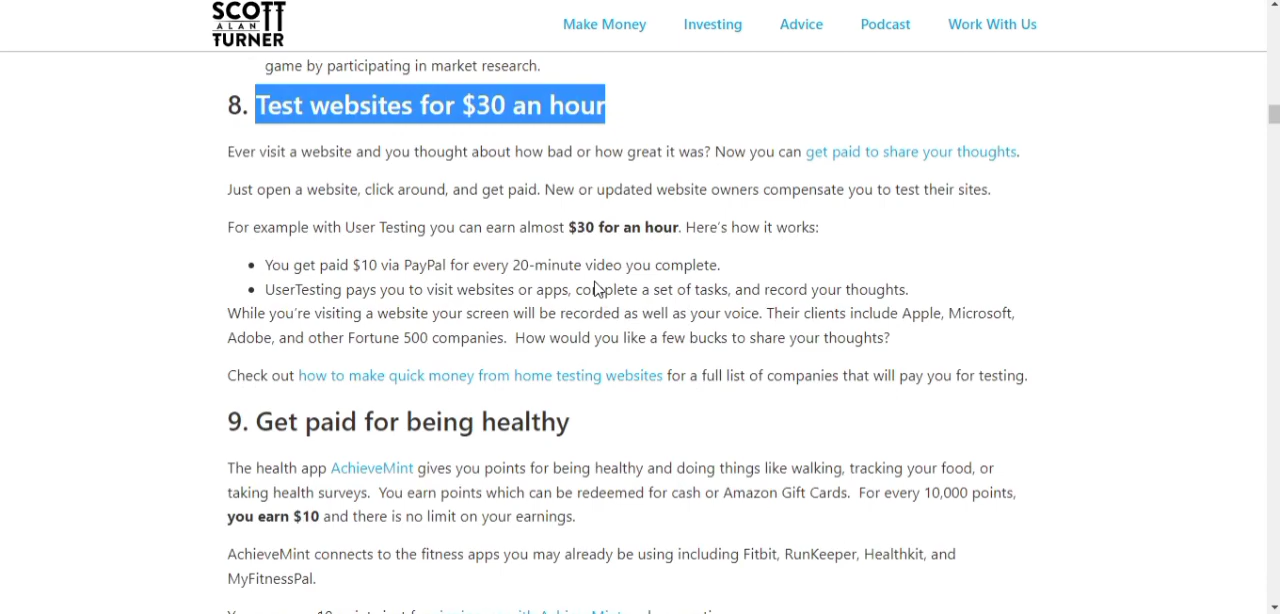 SCOTT
ALAN
TURNER
Make Money
Investing
Advice
Podcast
Work With Us
game by participating in market research.
8. Test websites for $30 an hour
Ever visit a website and you thought about how bad or how great it was? Now you can get paid to share your thoughts.
Just open a website, click around, and get paid. New or updated website owners compensate you to test their sites.
For example with User Testing you can earn almost $30 for an hour. Here's how it works:
• You get paid $10 via PayPal for every 20-minute video you complete.
• UserTesting pays you to visit websites or apps, complete a set of tasks, and record your thoughts.
While you're visiting a website your screen will be recorded as well as your voice. Their clients include Apple, Microsoft,
Adobe, and other Fortune 500 companies. How would you like a few bucks to share your thoughts?
Check out how to make quick money from home testing websites for a full list of companies that will pay you for testing.
9. Get paid for being healthy
The health app AchieveMint gives you points for being healthy and doing things like walking, tracking your food, or
taking health surveys. You earn points which can be redeemed for cash or Amazon Gift Cards. For every 10,000 points,
you earn $10 and there is no limit on your earnings.
AchieveMint connects to the fitness apps you may already be using including Fitbit, RunKeeper, Healthkit, and
MyFitnessPal.